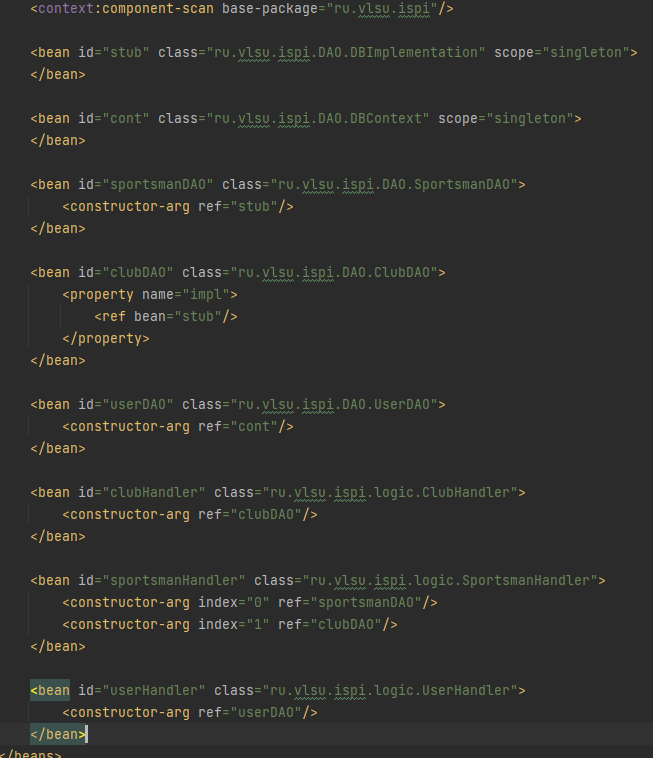 <context:component-scan base-package="ru.vlsu.ispi"/>
<bean id="stub" class="ru.vlsu.ispi.DAO.DBImplementation" scope="singleton">
</bean>
<bean id="cont" class="ru.vlsu.ispi.DAO.DBContext" scope="singleton">
</bean>
<bean id="sportsmanDAO" class="ru.vlsu.ispi.DAO.SportsmanDAO">
<constructor-arg ref="stub"/>
</bean>
<bean id="clubDAO" class="ru.vlsu.ispi.DAO.ClubDAO">
<property name="impl">
<ref bean="stub"/>
</property>
</bean>
<bean id="userDAO" class="ru.vlsu.ispi.DAO.UserDAO">
<constructor-arg ref="cont"/>
</bean>
<bean id="clubHandler" class="ru.vlsu.ispi.logic.ClubHandler">
<constructor-arg ref="clubDAO"/>
</bean>
<bean id="sportsmanHandler" class="ru.vlsu.ispi.logic.SportsmanHandler">
<constructor-arg index="0" ref="sportsmanDAO"/>
<constructor-arg index="1" ref="clubDAO"/>
</bean>
<bean id="userHandler" class="ru.vlsu.ispi.logic.UserHandler">
<constructor-arg ref="userDAO"/>
</bean>
</beans>